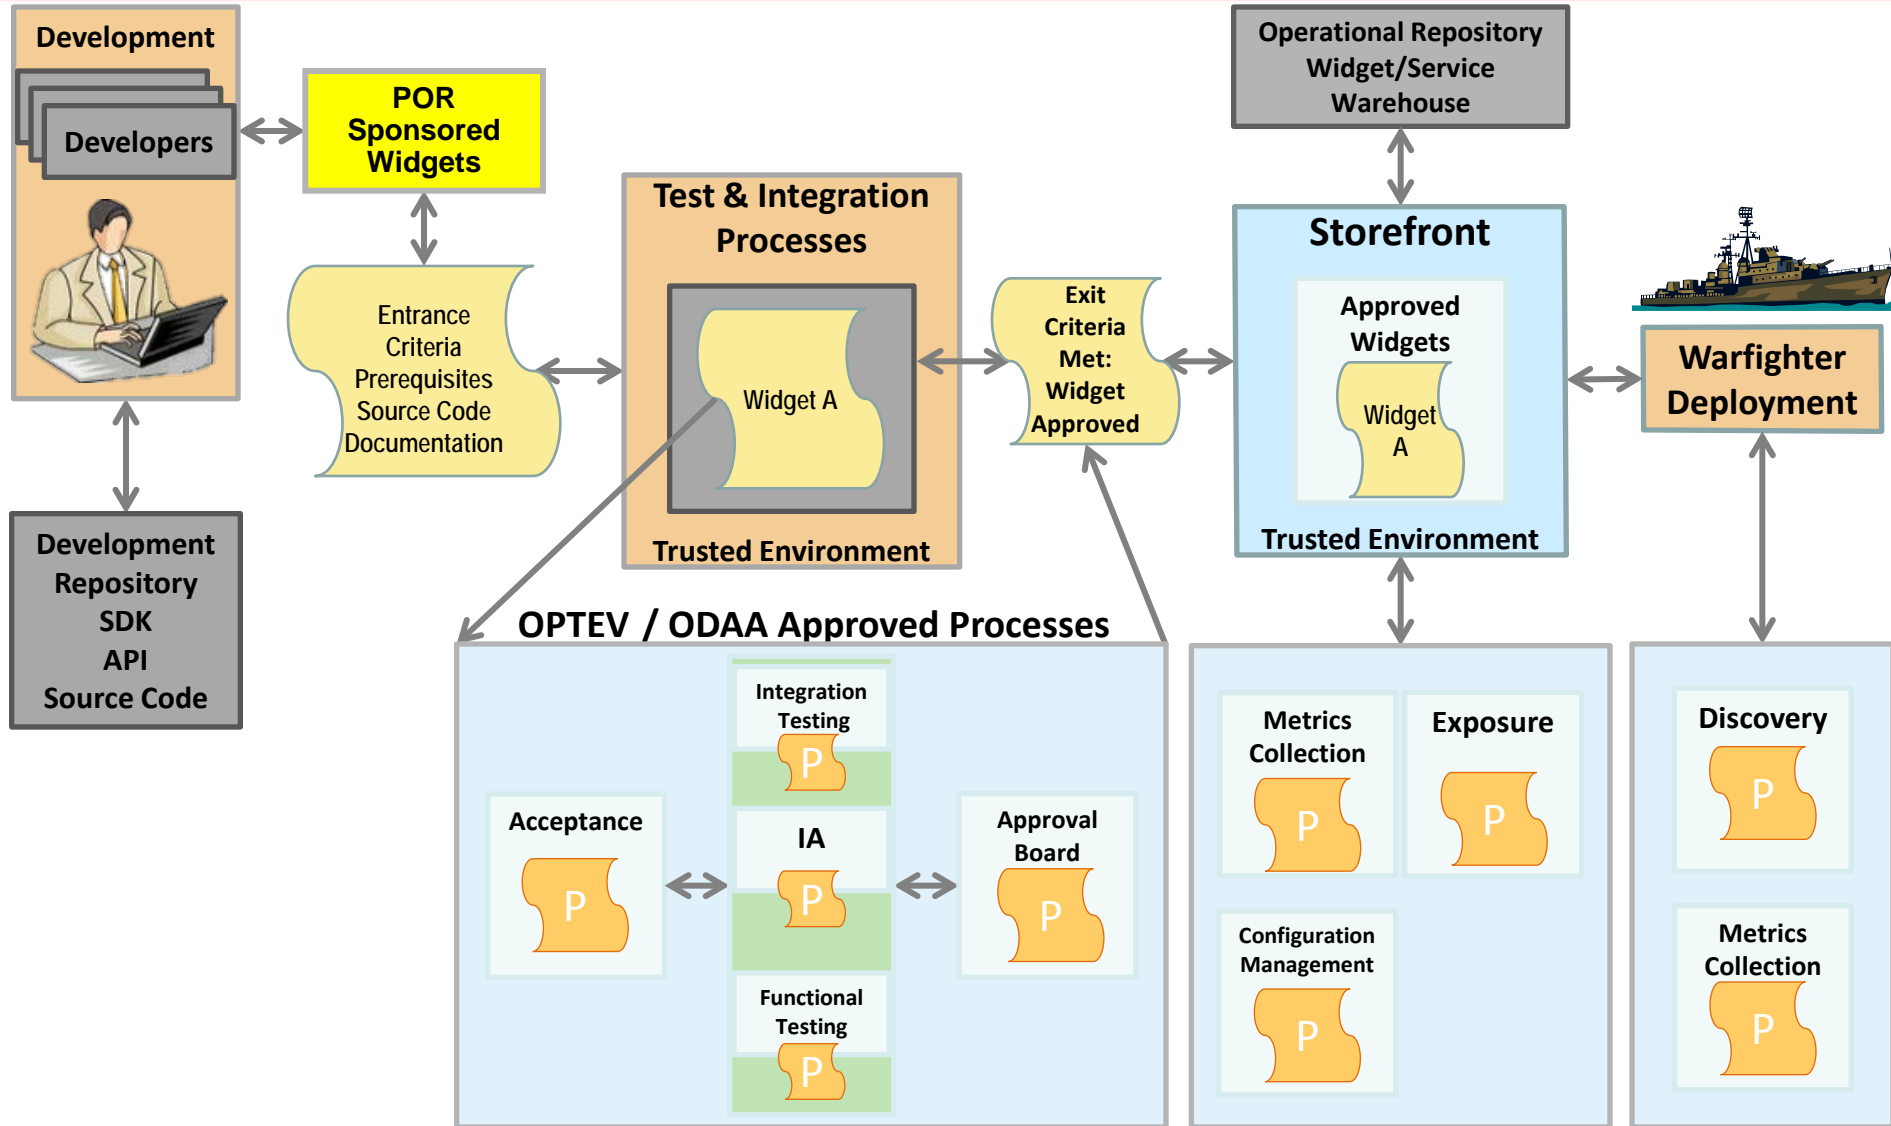 Development
Developers
POR
Sponsored
Widgets
Entrance
Criteria
Prerequisites
Source Code
Documentation
Development
Repository
SDK
API
Source Code
Test & Integration
Processes
Widget A
Trusted Environment
Exit
Criteria
Met:
Widget
Approved
Operational Repository
Widget/Service
Warehouse
Storefront
Approved
Widgets
Widget
A
Trusted Environment
Warfighter
Deployment
OPTEV / ODAA Approved Processes
Acceptance
P
Integration
Testing
P
IA
P
Functional
Testing
P
Approval
Board
P
Metrics
Collection
P
Exposure
P
Configuration
Management
P
Discovery
P
Metrics
Collection
P